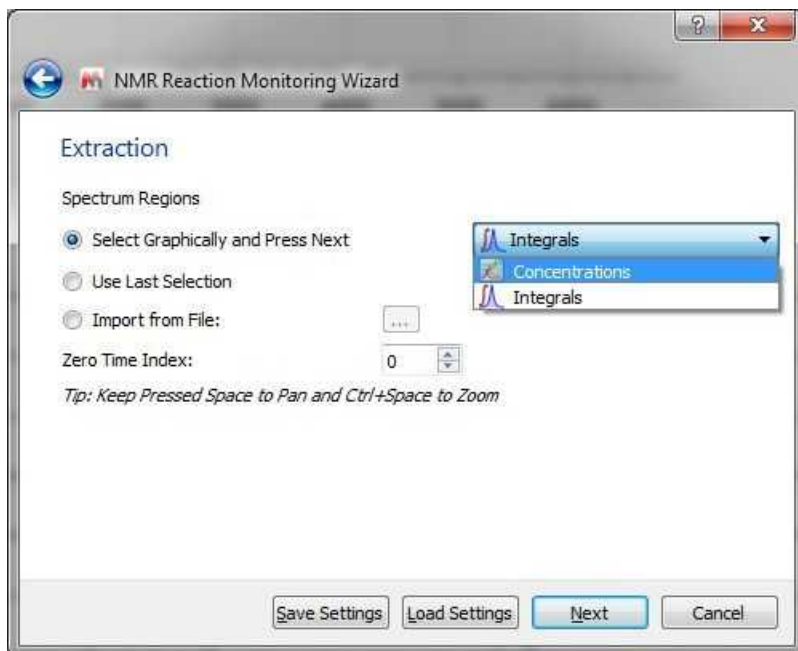 ?
x
NMR Reaction Monitoring Wizard
Extraction
Spectrum Regions
Select Graphically and Press Next
Integrals
Concentrations
Use Last Selection
Integrals
Import from File:
...
Zero Time Index:
0
Tip: Keep Pressed Space to Pan and Ctrl+Space to Zoom
Save Settings
Load Settings
Next
Cancel